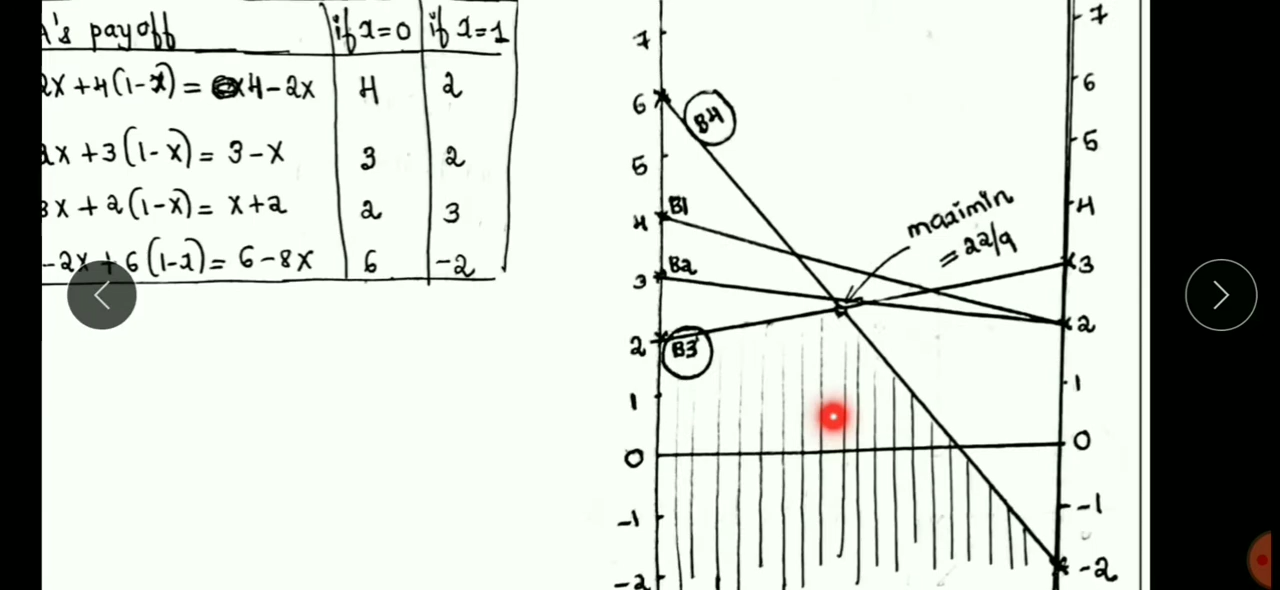 A's payoff if x=0 if x=1
2x+4(1-x)= x4-2x 4 2
2x+3(1-x)= 3-x 3 2
3x+2(1-x)= x+2 2 3
-2x+6(1-x)= 6-8x 6 -2
7
6
5
4
3
2
1
0
-1
-2
B4
B1
B2
B3
maximin
=22/9
7
6
5
4
3
2
1
0
-1
-2